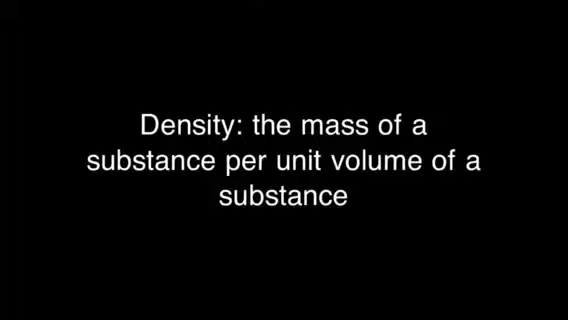 Density: the mass of a
substance per unit volume of a
substance